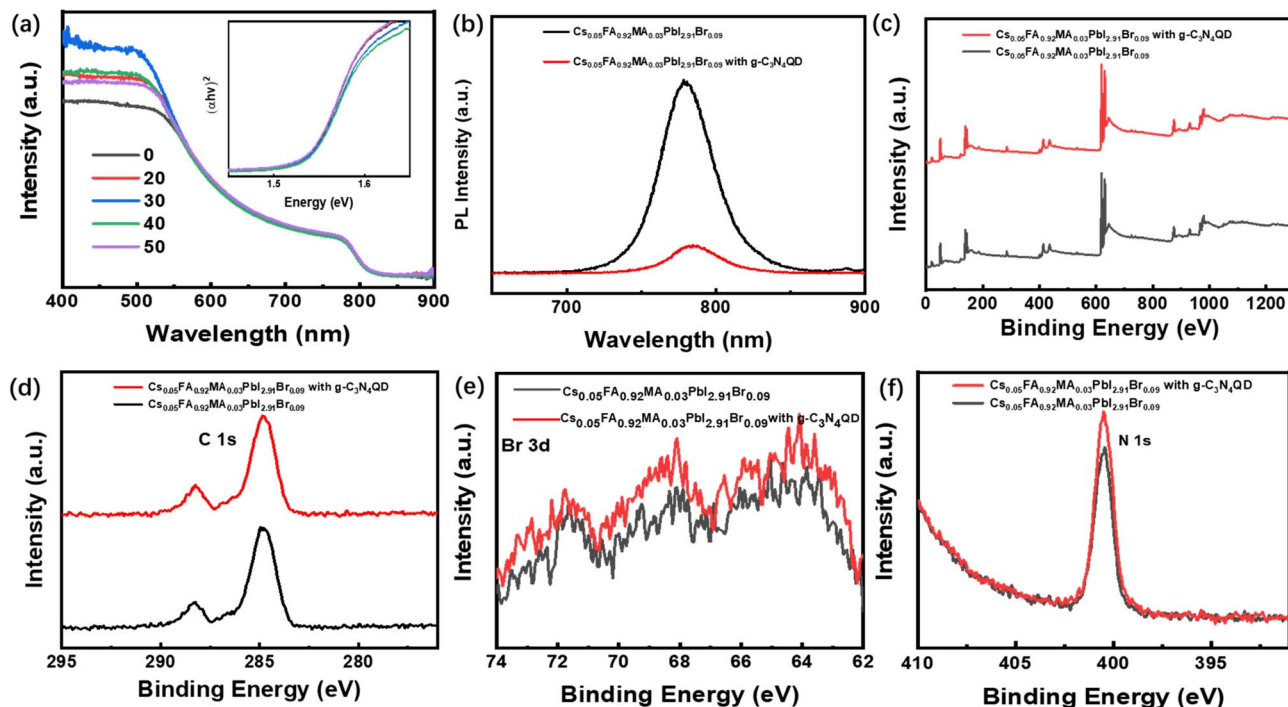 (a)
Intensity (a.u.)
0
20
30
40
50
400 500 600 700 800 900
Wavelength (nm)
(αhv)²
1.5 1.6
Energy (eV)
(b)
Cs₀.₀₅FA₀.₉₂MA₀.₀₃PbI₂.₉₁Br₀.₀₉
Cs₀.₀₅FA₀.₉₂MA₀.₀₃PbI₂.₉₁Br₀.₀₉ with g-C₃N₄QD
PL Intensity (a.u.)
700 800 900
Wavelength (nm)
(c)
Cs₀.₀₅FA₀.₉₂MA₀.₀₃PbI₂.₉₁Br₀.₀₉ with g-C₃N₄QD
Cs₀.₀₅FA₀.₉₂MA₀.₀₃PbI₂.₉₁Br₀.₀₉
Intensity (a.u.)
0 200 400 600 800 1000 1200
Binding Energy (eV)
(d)
Cs₀.₀₅FA₀.₉₂MA₀.₀₃PbI₂.₉₁Br₀.₀₉ with g-C₃N₄QD
Cs₀.₀₅FA₀.₉₂MA₀.₀₃PbI₂.₉₁Br₀.₀₉
C 1s
Intensity (a.u.)
295 290 285 280
Binding Energy (eV)
(e)
Cs₀.₀₅FA₀.₉₂MA₀.₀₃PbI₂.₉₁Br₀.₀₉
Cs₀.₀₅FA₀.₉₂MA₀.₀₃PbI₂.₉₁Br₀.₀₉ with g-C₃N₄QD
Br 3d
Intensity (a.u.)
74 72 70 68 66 64 62
Binding Energy (eV)
(f)
Cs₀.₀₅FA₀.₉₂MA₀.₀₃PbI₂.₉₁Br₀.₀₉ with g-C₃N₄QD
Cs₀.₀₅FA₀.₉₂MA₀.₀₃PbI₂.₉₁Br₀.₀₉
N 1s
Intensity (a.u.)
410 405 400 395
Binding Energy (eV)